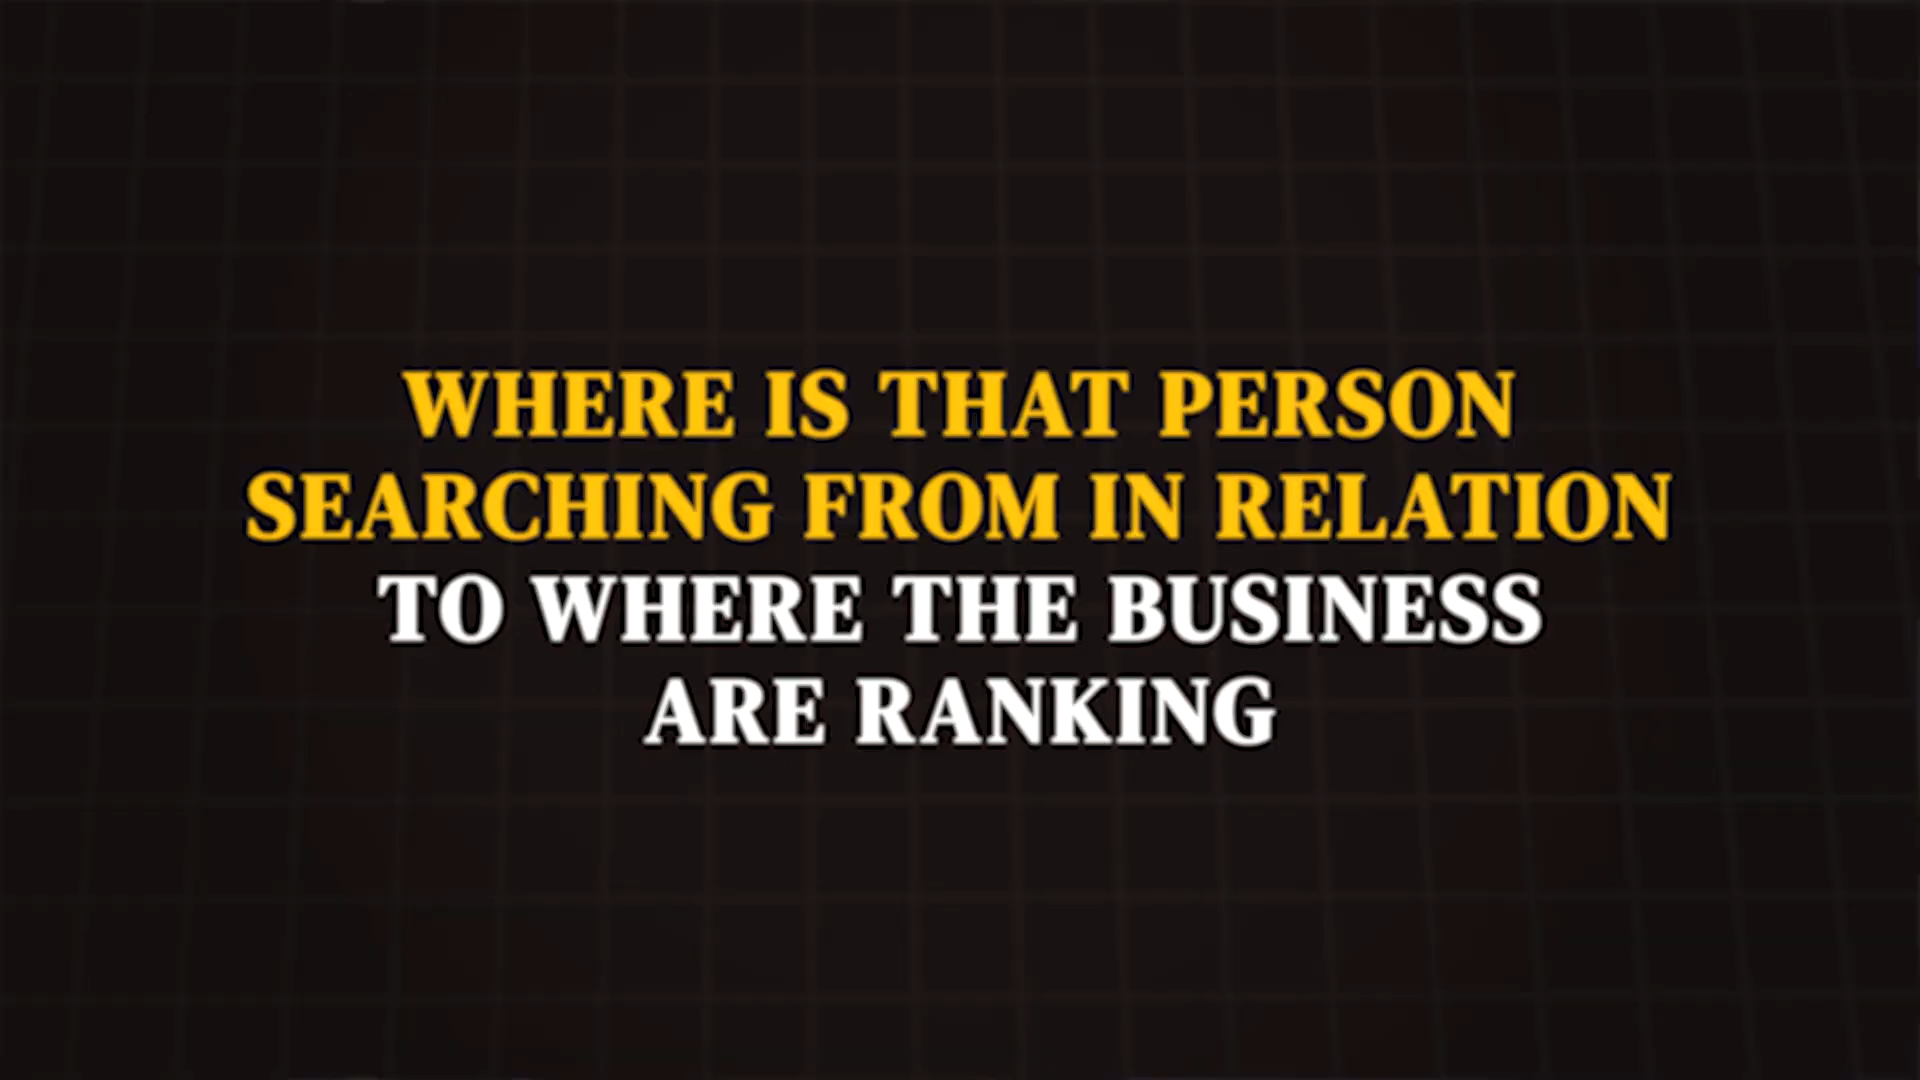 WHERE IS THAT PERSON
SEARCHING FROM IN RELATION
TO WHERE THE BUSINESS
ARE RANKING